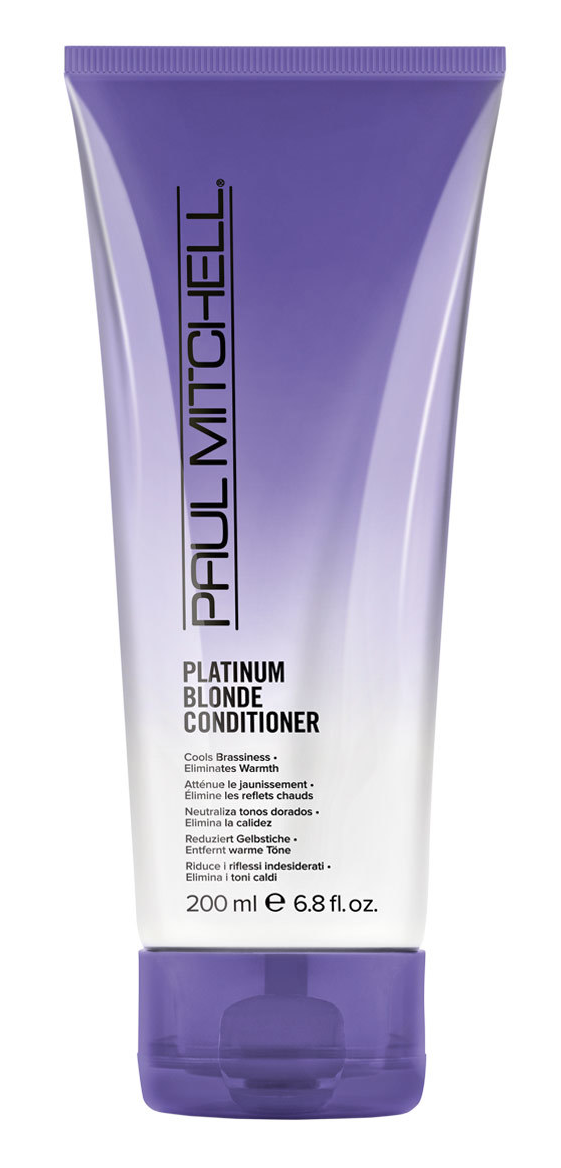 PAUL MITCHELL®
PLATINUM
BLONDE
CONDITIONER
Cools Brassiness •
Eliminates Warmth
Atténue le jaunissement •
Élimine les reflets chauds
Neutraliza tonos dorados •
Elimina la calidez
Reduziert Gelbstiche •
Entfernt warme Töne
Riduce i riflessi indesiderati •
Elimina i toni caldi
200 ml ℮ 6.8 fl. oz.